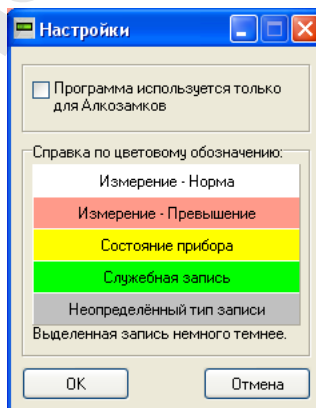 Настройки
Программа используется только
для Алкозамков
Справка по цветовому обозначению:
Измерение - Норма
Измерение - Превышение
Состояние прибора
Служебная запись
Неопределённый тип записи
Выделенная запись немного темнее.
OK
Отмена